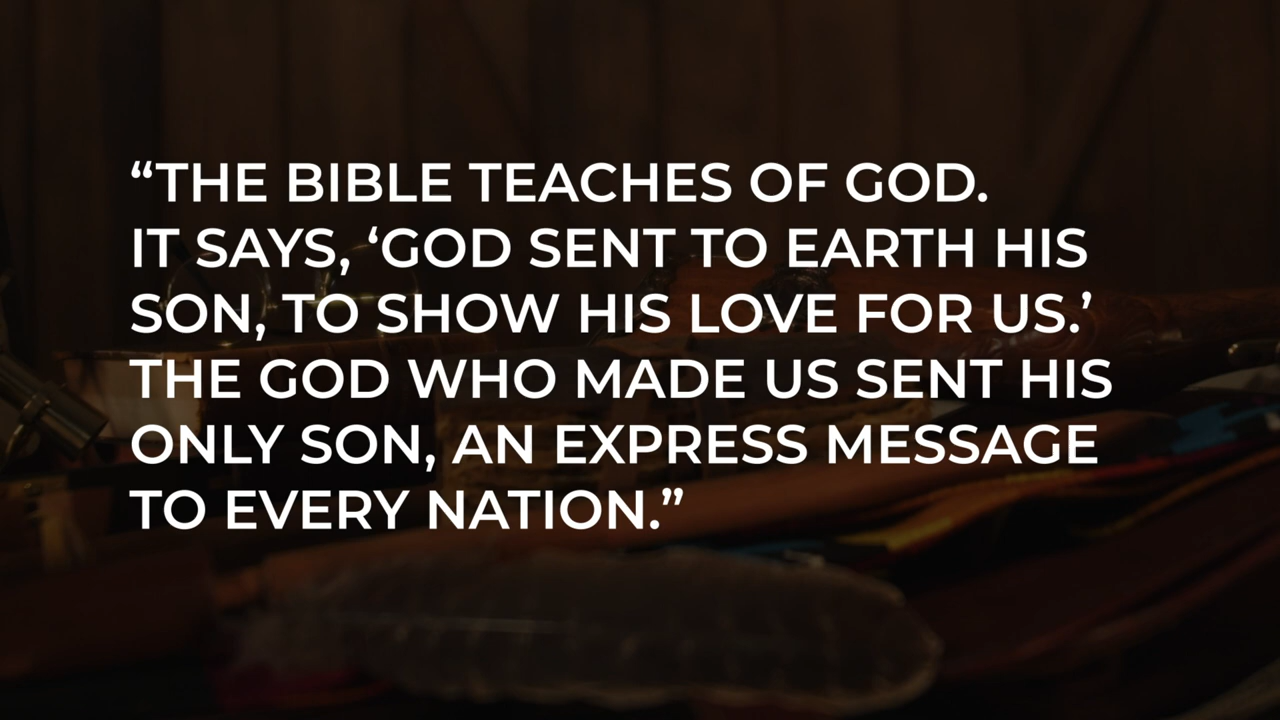 “THE BIBLE TEACHES OF GOD.
IT SAYS, ‘GOD SENT TO EARTH HIS
SON, TO SHOW HIS LOVE FOR US.’
THE GOD WHO MADE US SENT HIS
ONLY SON, AN EXPRESS MESSAGE
TO EVERY NATION.”